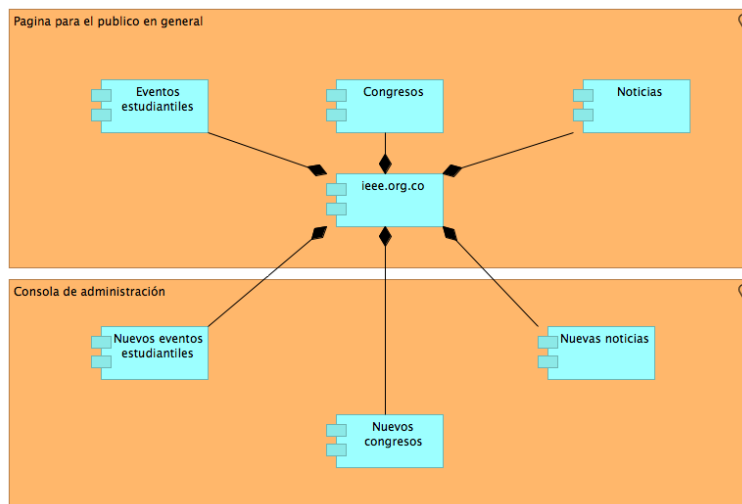 Pagina para el publico en general
Eventos
estudiantiles
Congresos
Noticias
ieee.org.co
Consola de administración
Nuevos eventos
estudiantiles
Nuevas noticias
Nuevos
congresos